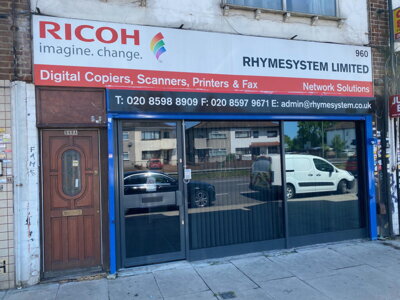 RICOH
imagine. change.
960
RHYMESYSTEM LIMITED
Digital Copiers, Scanners, Printers & Fax
Network Solutions
T: 020 8598 8909 F: 020 8597 9671 E: admin@rhymesystem.co.uk